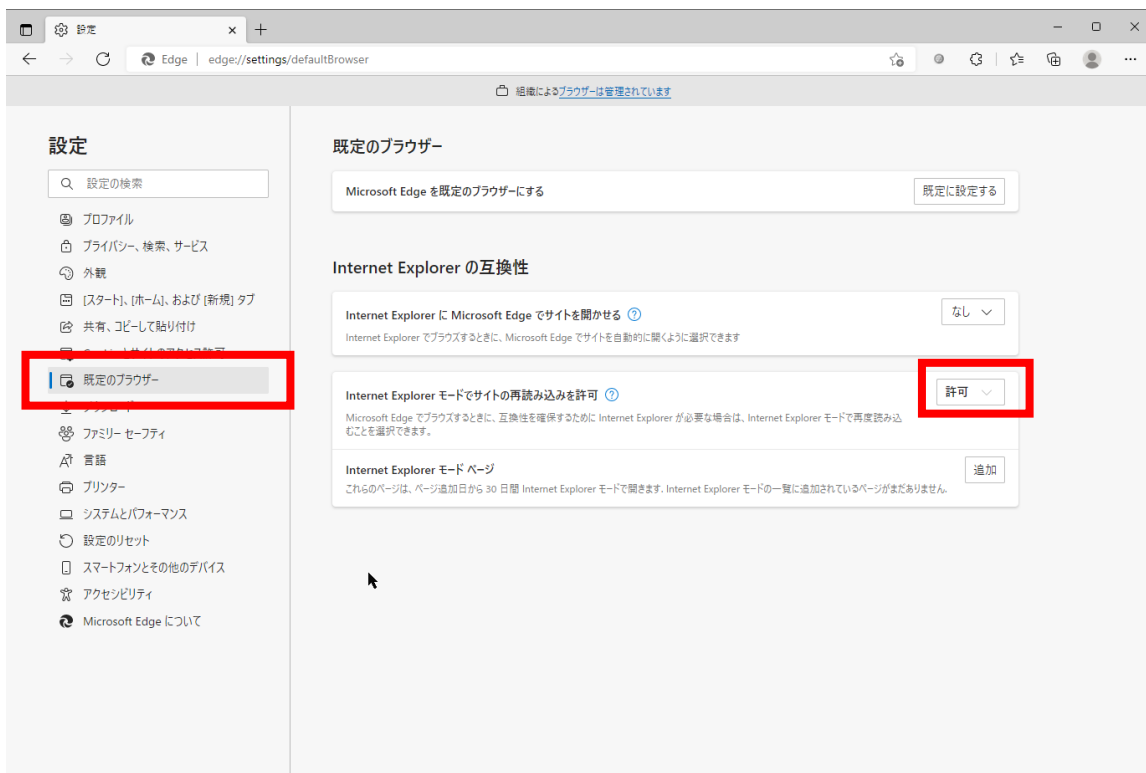 設定
Edge | edge://settings/defaultBrowser
組織によるブラウザーは管理されています
設定
設定の検索
プロファイル
プライバシー、検索、サービス
外観
[スタート]、[ホーム]、および [新規] タブ
共有、コピーして貼り付け
既定のブラウザー
ファミリー セーフティ
言語
プリンター
システムとパフォーマンス
設定のリセット
スマートフォンとその他のデバイス
アクセシビリティ
Microsoft Edge について
既定のブラウザー
Microsoft Edge を既定のブラウザーにする
既定に設定する
Internet Explorer の互換性
Internet Explorer に Microsoft Edge でサイトを開かせる
なし
Internet Explorer でブラウズするときに、Microsoft Edge でサイトを自動的に開くように選択できます
Internet Explorer モードでサイトの再読み込みを許可
許可
Microsoft Edge でブラウズするときに、互換性を確保するために Internet Explorer が必要な場合は、Internet Explorer モードで再度読み込
むことを選択できます。
Internet Explorer モード ページ
追加
これらのページは、ページ追加日から 30 日間 Internet Explorer モードで開きます. Internet Explorer モードの一覧に追加されているページがまだありません.